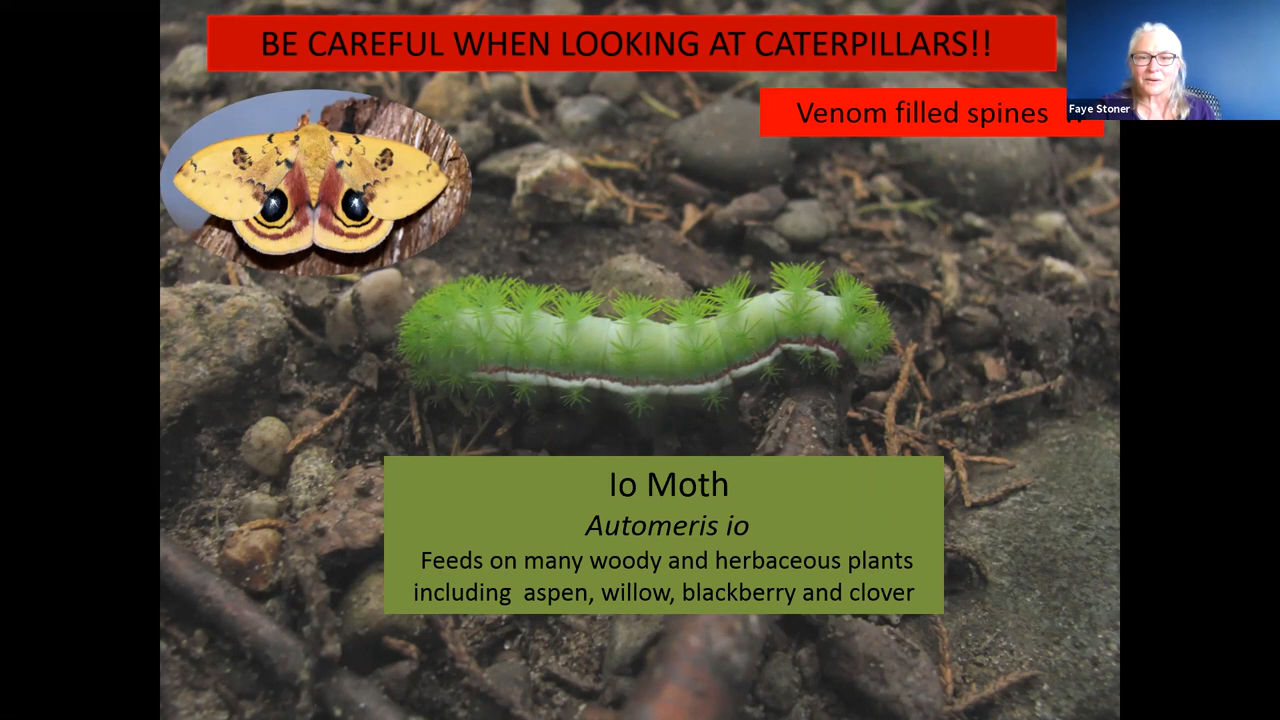 BE CAREFUL WHEN LOOKING AT CATERPILLARS!!
Venom filled spines
Faye Stoner
Io Moth
Automeris io
Feeds on many woody and herbaceous plants
including aspen, willow, blackberry and clover